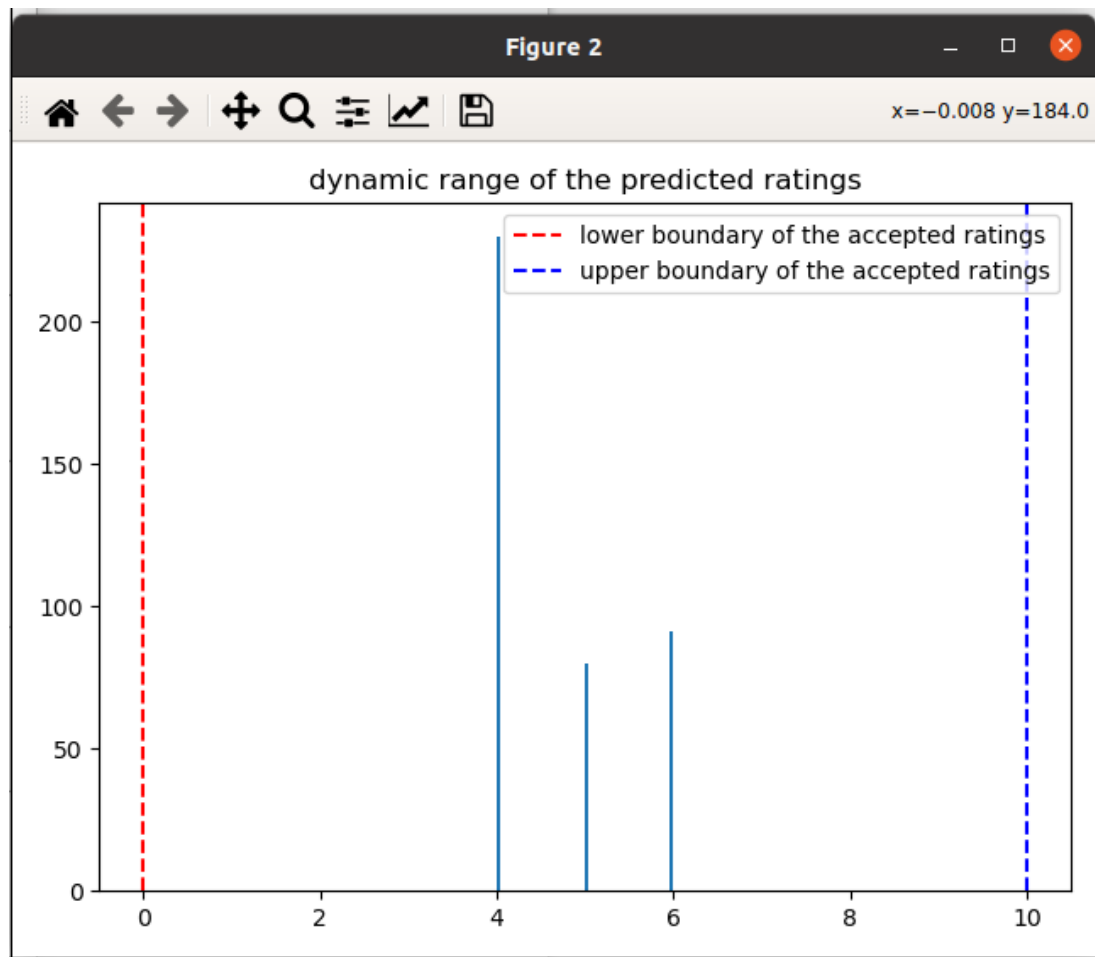 Figure 2
x=−0.008 y=184.0
dynamic range of the predicted ratings
lower boundary of the accepted ratings
upper boundary of the accepted ratings
200
150
100
50
0
0 2 4 6 8 10